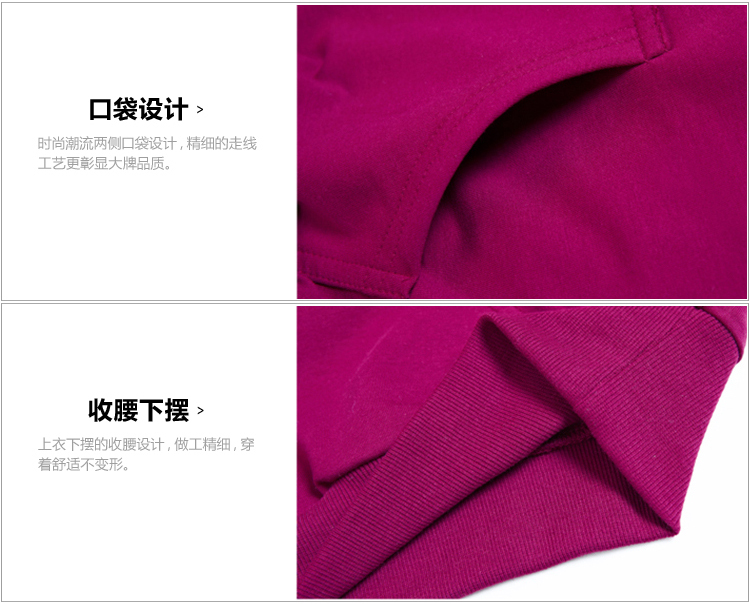 口袋设计 >
时尚潮流两侧口袋设计，精细的走线
工艺更彰显大牌品质。
收腰下摆 >
上衣下摆的收腰设计，做工精细，穿
着舒适不变形。